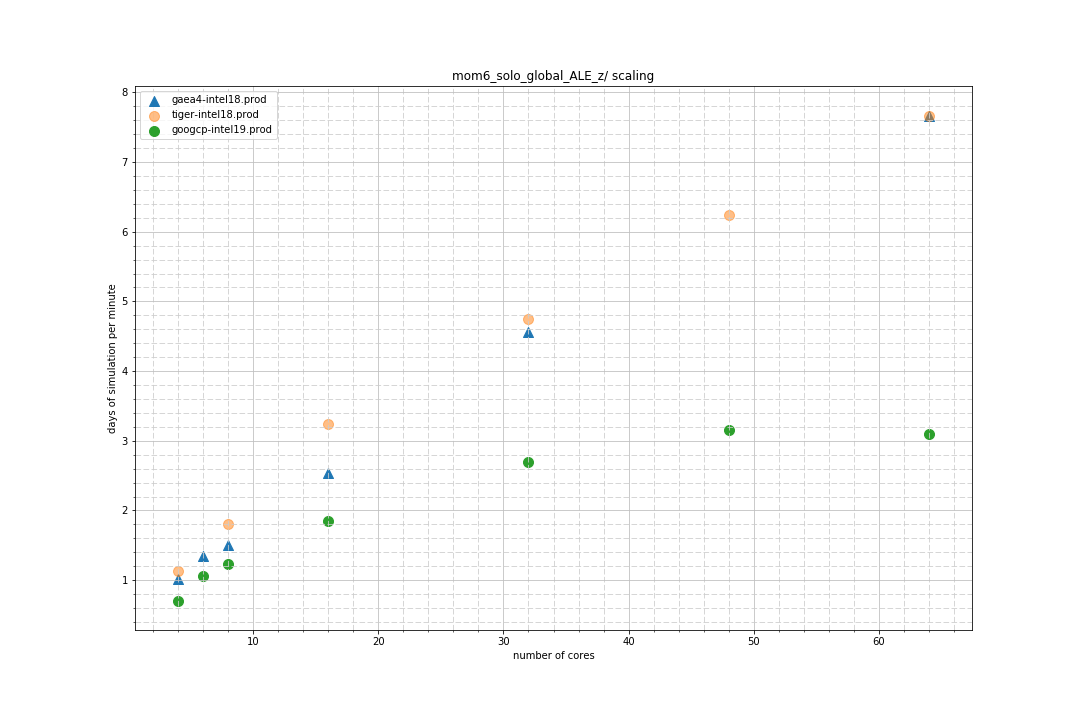 mom6_solo_global_ALE_z/ scaling
gaea4-intel18.prod
tiger-intel18.prod
googcp-intel19.prod
days of simulation per minute
8
7
6
5
4
3
2
1
10 20 30 40 50 60
number of cores